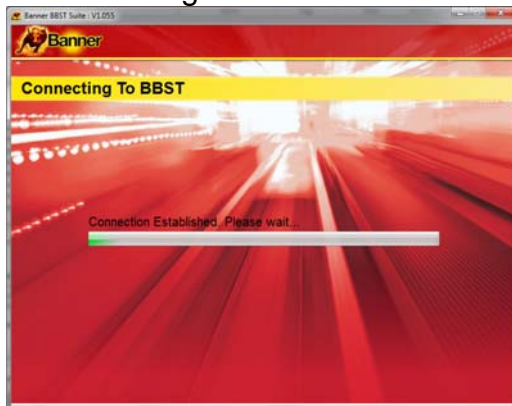 Banner BBST Suite : V1.055
Banner
Connecting To BBST
Connection Established, Please wait...